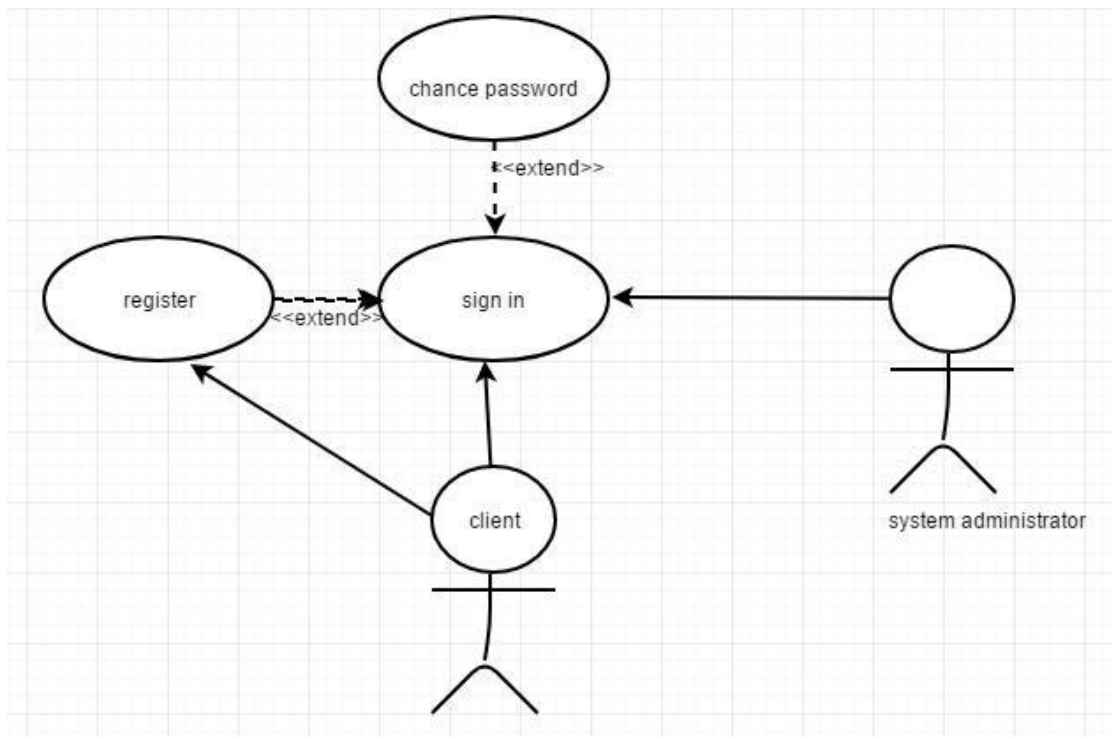 chance password
<<extend>>
register
sign in
<<extend>>
client
system administrator